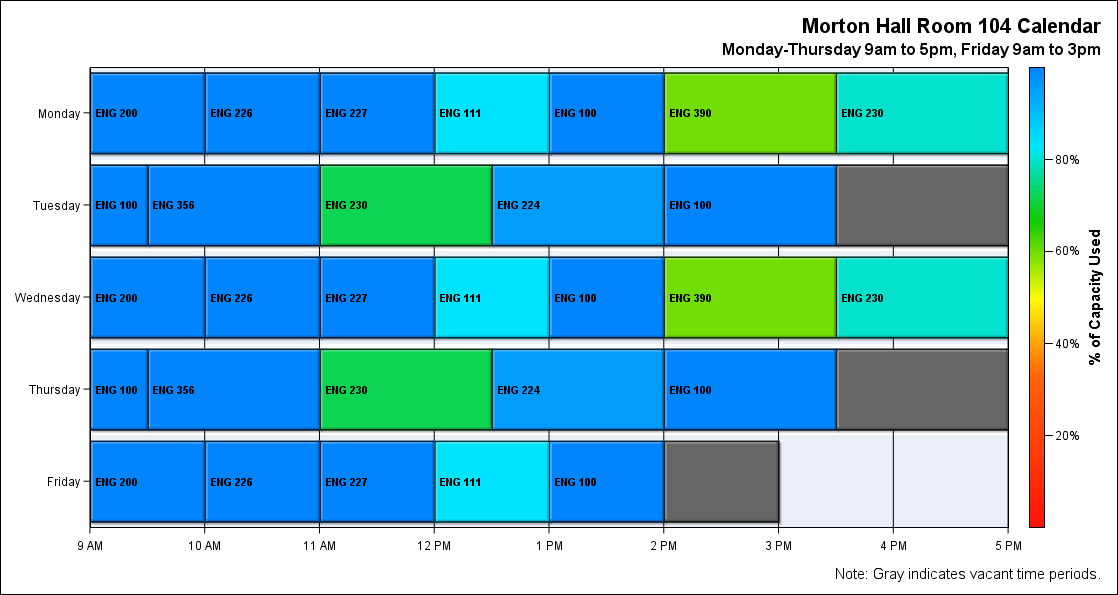 Morton Hall Room 104 Calendar
Monday-Thursday 9am to 5pm, Friday 9am to 3pm
Monday ENG 200 ENG 226 ENG 227 ENG 111 ENG 100 ENG 390 ENG 230
80%
Tuesday ENG 100 ENG 356 ENG 230 ENG 224 ENG 100
60%
% of Capacity Used
Wednesday ENG 200 ENG 226 ENG 227 ENG 111 ENG 100 ENG 390 ENG 230
40%
Thursday ENG 100 ENG 356 ENG 230 ENG 224 ENG 100
20%
Friday ENG 200 ENG 226 ENG 227 ENG 111 ENG 100
9 AM 10 AM 11 AM 12 PM 1 PM 2 PM 3 PM 4 PM 5 PM
Note: Gray indicates vacant time periods.